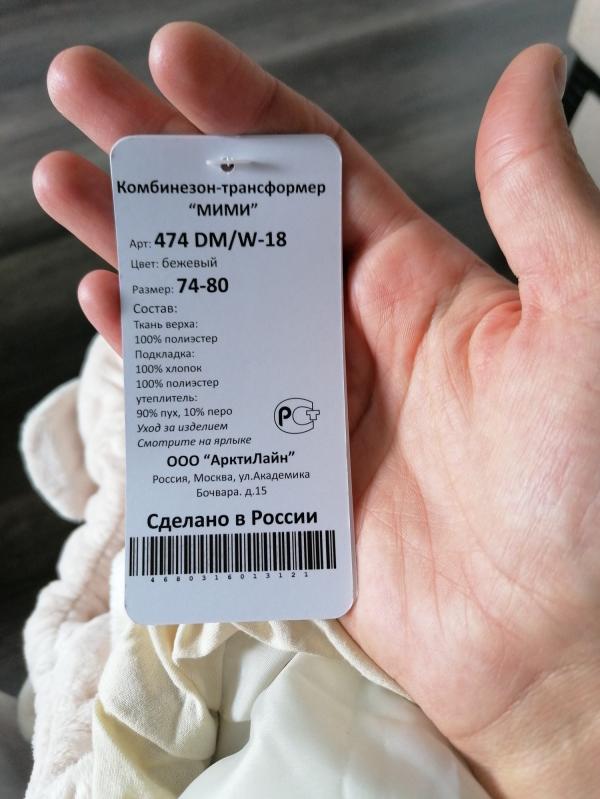 Комбинезон-трансформер
“МИМИ”
Арт: 474 DM/W-18
Цвет: бежевый
Размер: 74-80
Состав:
Ткань верха:
100% полиэстер
Подкладка:
100% хлопок
100% полиэстер
утеплитель:
90% пух, 10% перо
Уход за изделием
Смотрите на ярлыке
РСТ
ООО “АрктиЛайн”
Россия, Москва, ул.Академика
Бочвара. д.15
Сделано в России
4680316013121